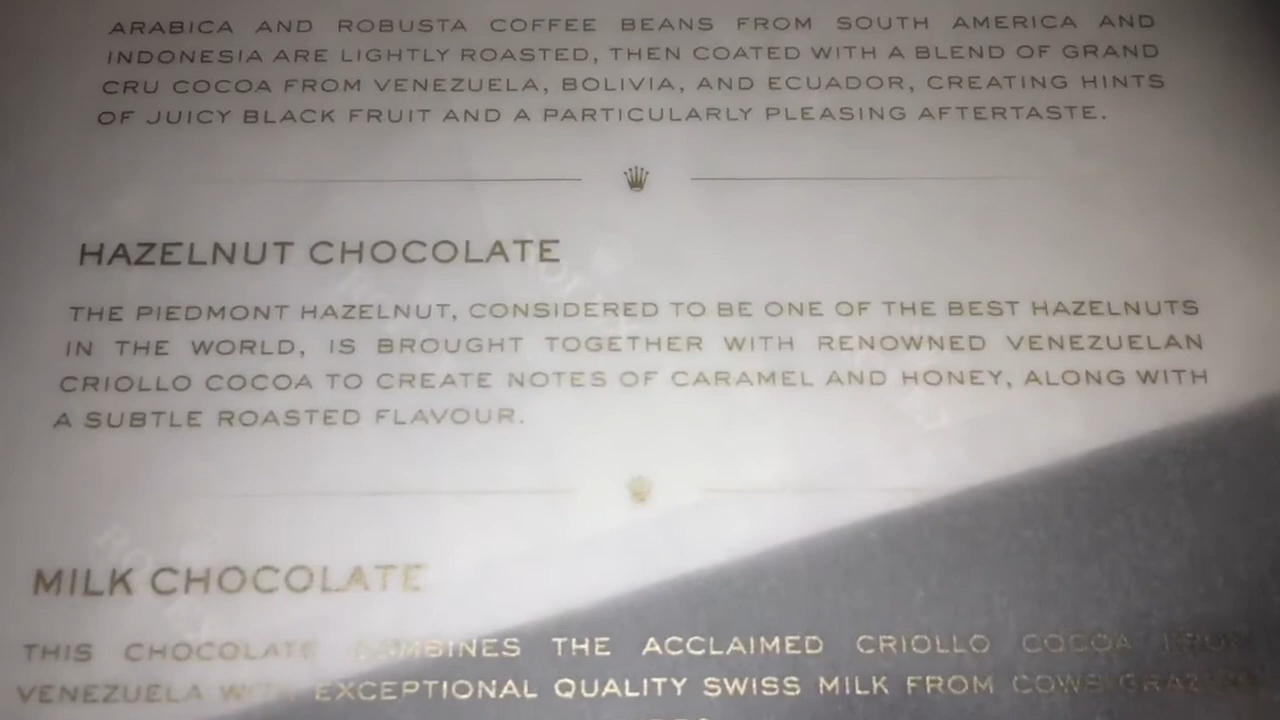 ARABICA AND ROBUSTA COFFEE BEANS FROM SOUTH AMERICA AND
INDONESIA ARE LIGHTLY ROASTED, THEN COATED WITH A BLEND OF GRAND
CRU COCOA FROM VENEZUELA, BOLIVIA, AND ECUADOR, CREATING HINTS
OF JUICY BLACK FRUIT AND A PARTICULARLY PLEASING AFTERTASTE.
HAZELNUT CHOCOLATE
THE PIEDMONT HAZELNUT, CONSIDERED TO BE ONE OF THE BEST HAZELNUTS
IN THE WORLD, IS BROUGHT TOGETHER WITH RENOWNED VENEZUELAN
CRIOLLO COCOA TO CREATE NOTES OF CARAMEL AND HONEY, ALONG WITH
A SUBTLE ROASTED FLAVOUR.
MILK CHOCOLATE
THIS CHOCOLATE COMBINES THE ACCLAIMED CRIOLLO COCOA FROM
VENEZUELA WITH EXCEPTIONAL QUALITY SWISS MILK FROM COWS GRAZING